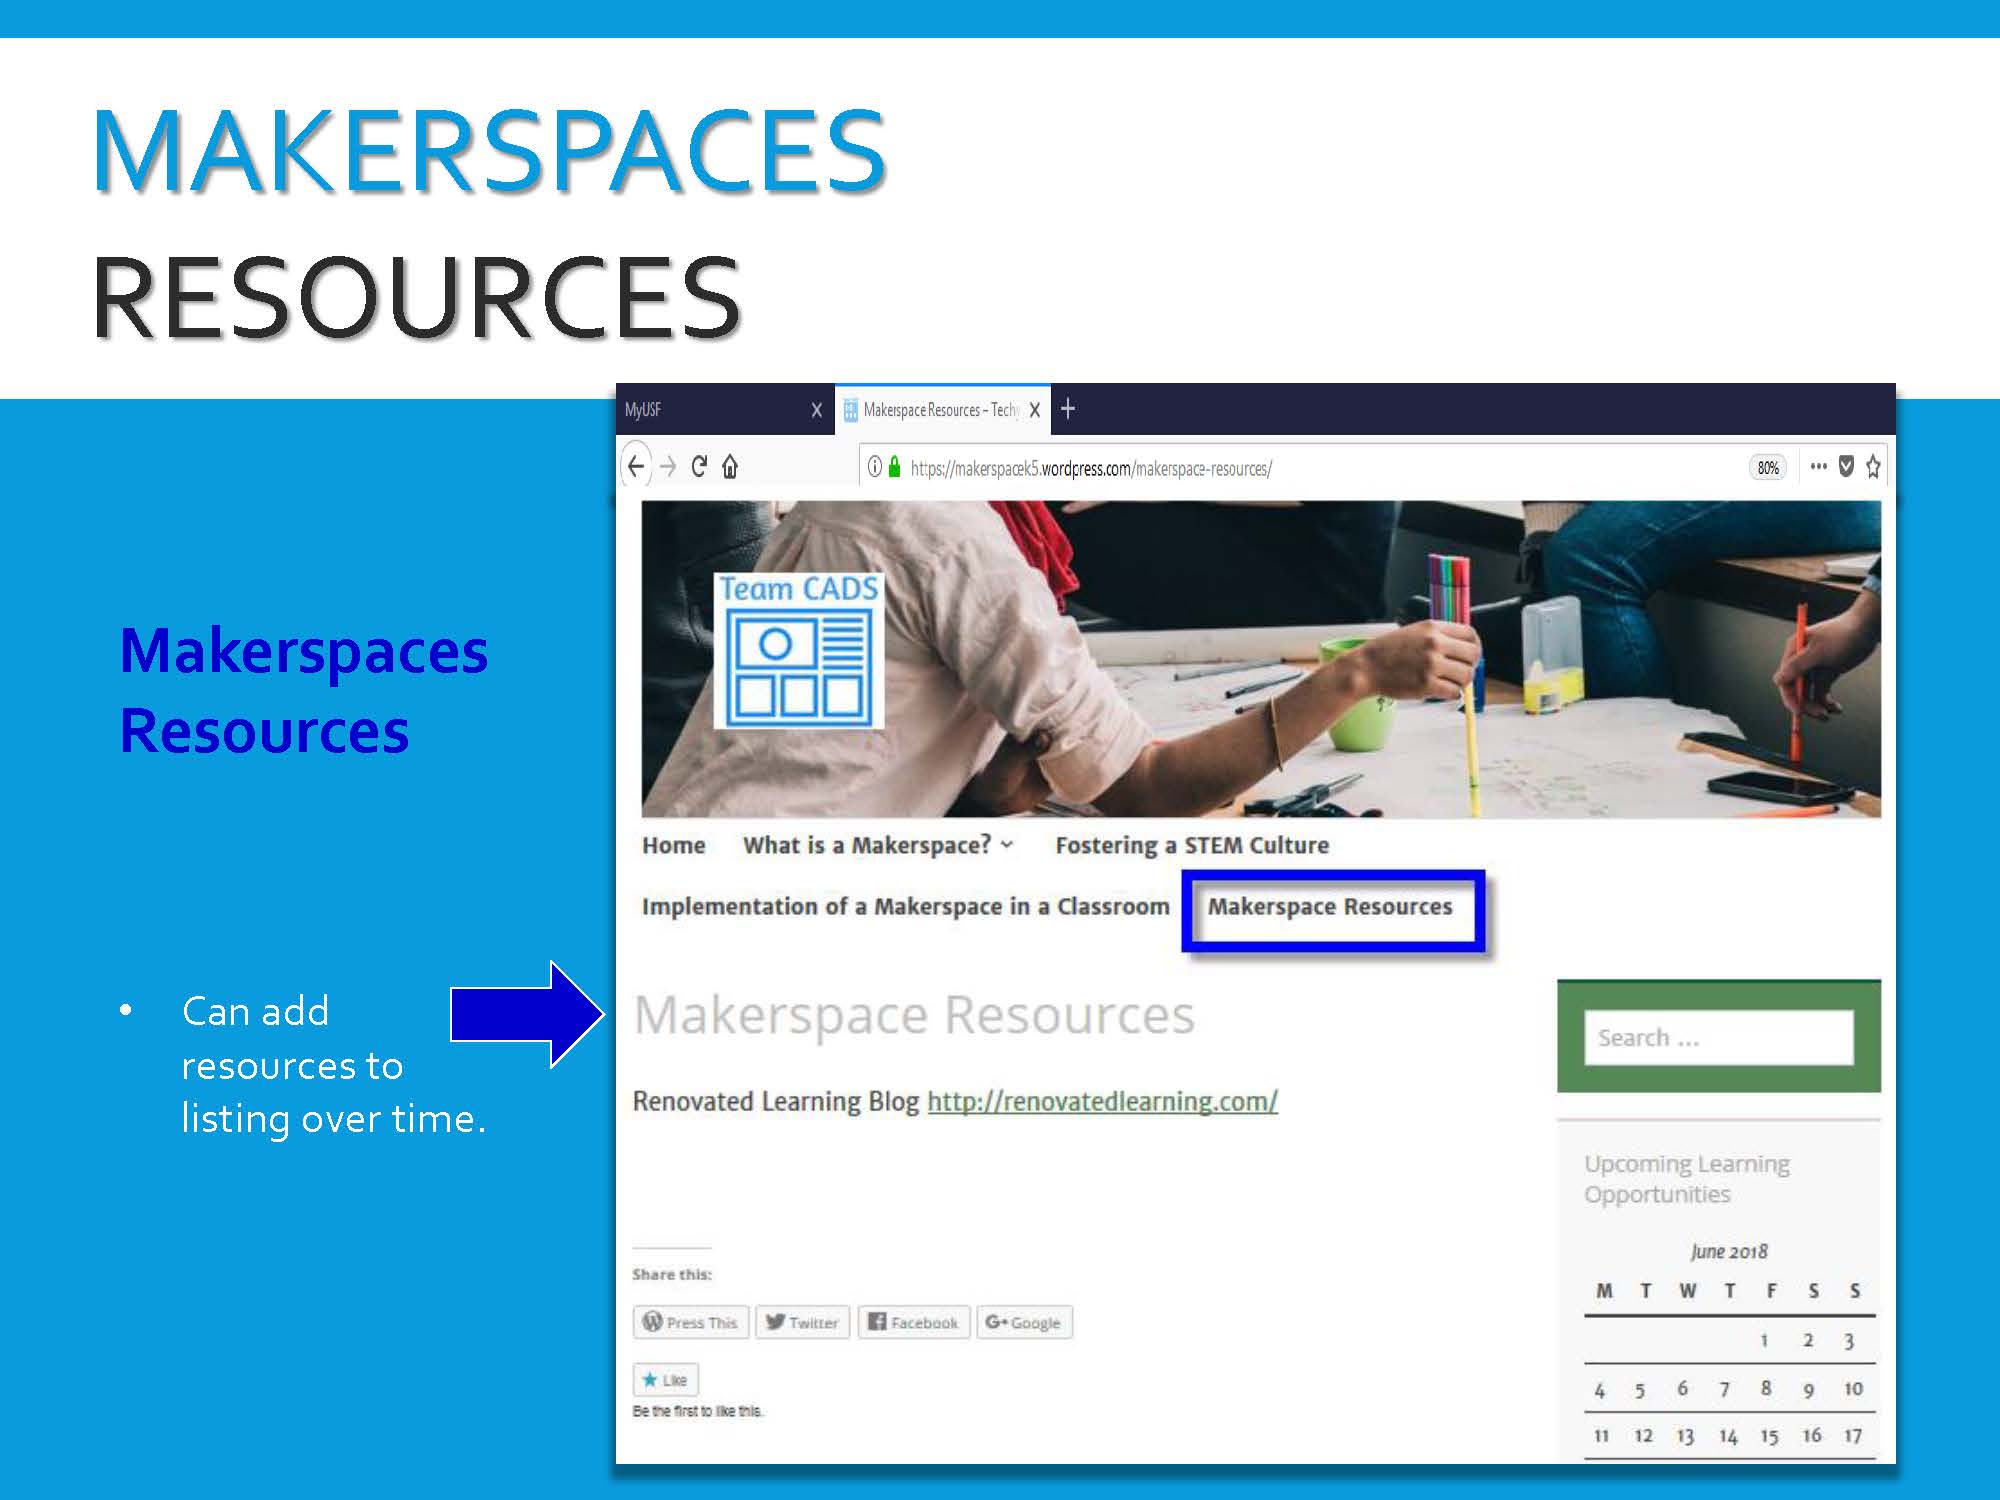 MAKERSPACES
RESOURCES
Makerspaces
Resources
• Can add
resources to
listing over time.
MyUSF
Makerspace Resources – Techy
https://makerspacek5.wordpress.com/makerspace-resources/
80%
Team CADS
Home What is a Makerspace? Fostering a STEM Culture
Implementation of a Makerspace in a Classroom Makerspace Resources
Makerspace Resources
Renovated Learning Blog http://renovatedlearning.com/
Share this:
Press This Twitter Facebook G+ Google
Like
Be the first to like this.
Search ...
Upcoming Learning
Opportunities
June 2018
M T W T F S S
1 2 3
4 5 6 7 8 9 10
11 12 13 14 15 16 17